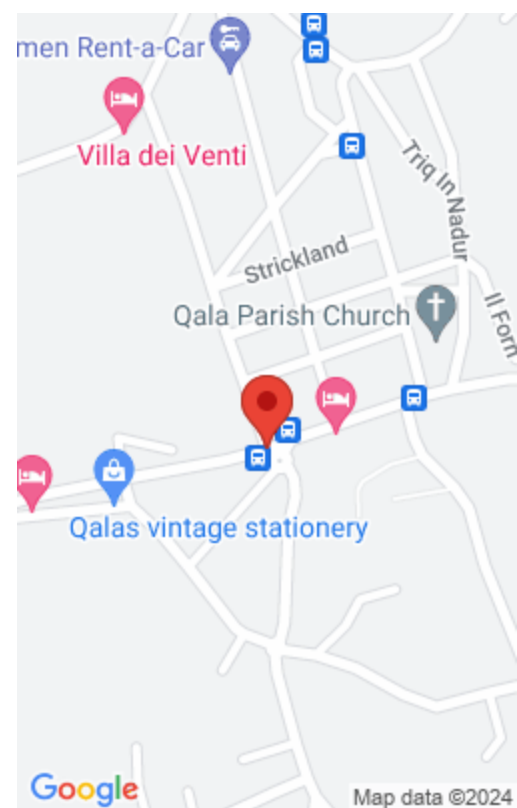 men Rent-a-Car
Villa dei Venti
Triq In Nadur
Strickland
Qala Parish Church
Il Forn
Qalas vintage stationery
Google
Map data ©2024